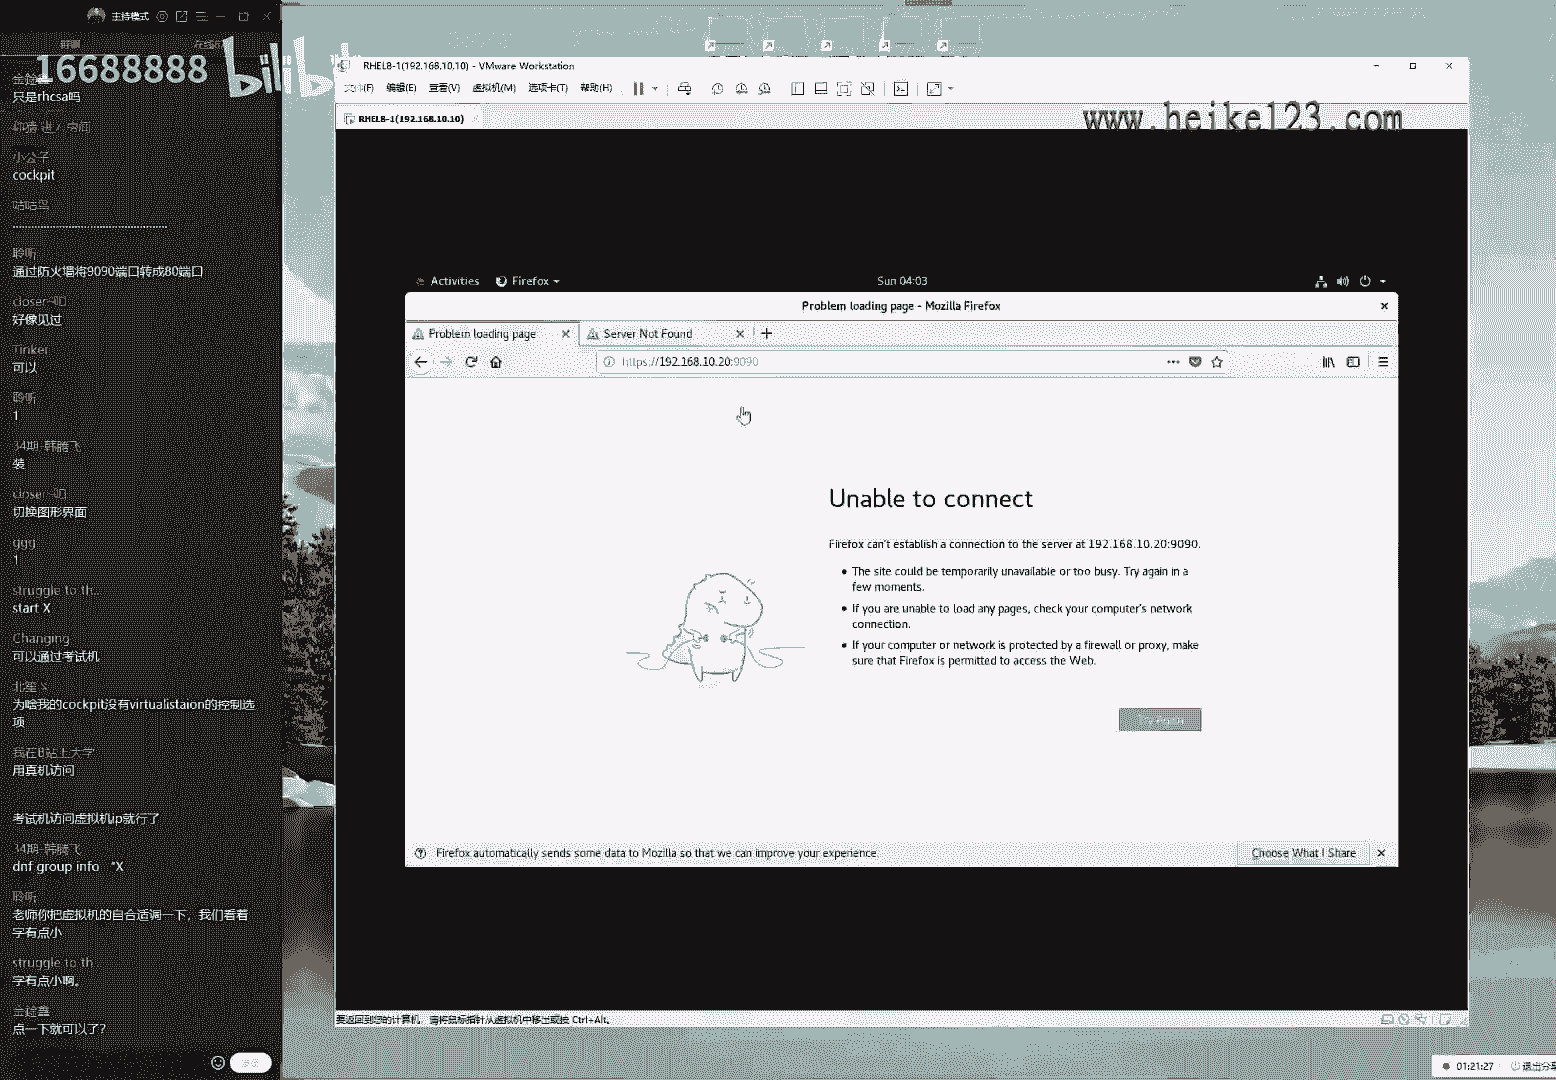 主持模式
16688888
bilibili
只是rhcsa吗
小公子
cockpit
咕咕鸟
聆听
通过防火墙将9090端口转成80端口
好像见过
Tinker
可以
聆听
1
34期-韩腾飞
装
切换图形界面
ggg
1
struggle to th...
start X
Changing
可以通过考试机
为啥我的cockpit没有virtualistaion的控制选
项
我在B站上大学
用真机访问
考试机访问虚拟机ip就行了
34期-韩腾飞
dnf group info   *X
聆听
老师你把虚拟机的自合适调一下，我们看着
字有点小
struggle to th...
字有点小啊。
点一下就可以了?
RHEL8-1(192.168.10.10) - VMware Workstation
文件(F) 编辑(E) 查看(V) 虚拟机(M) 选项卡(T) 帮助(H)
RHEL8-1(192.168.10.10)
www.heike123.com
Activities Firefox Sun 04:03
Problem loading page - Mozilla Firefox
Problem loading page Server Not Found
https://192.168.10.20:9090
Unable to connect
Firefox can't establish a connection to the server at 192.168.10.20:9090.
The site could be temporarily unavailable or too busy. Try again in a
few moments.
If you are unable to load any pages, check your computer's network
connection.
If your computer or network is protected by a firewall or proxy, make
sure that Firefox is permitted to access the Web.
Try Again
Firefox automatically sends some data to Mozilla so that we can improve your experience.
Choose What I Share
要返回到您的计算机，请将鼠标指针从虚拟机中移出或按 Ctrl+Alt。
01:21:27 退出分享